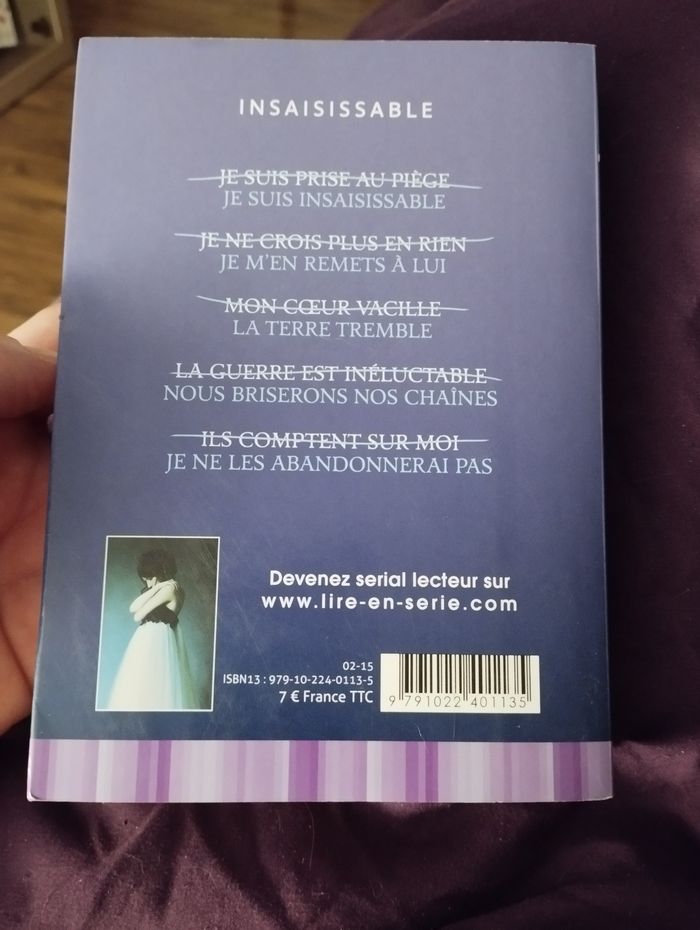 INSAISISSABLE
JE SUIS PRISE AU PIÈGE
JE SUIS INSAISISSABLE
JE NE CROIS PLUS EN RIEN
JE M'EN REMETS À LUI
MON CŒUR VACILLE
LA TERRE TREMBLE
LA GUERRE EST INÉLUCTABLE
NOUS BRISERONS NOS CHAÎNES
ILS COMPTENT SUR MOI
JE NE LES ABANDONNERAI PAS
Devenez serial lecteur sur
www.lire-en-serie.com
02-15
ISBN13 : 979-10-224-0113-5
7 € France TTC
9 791022 401135